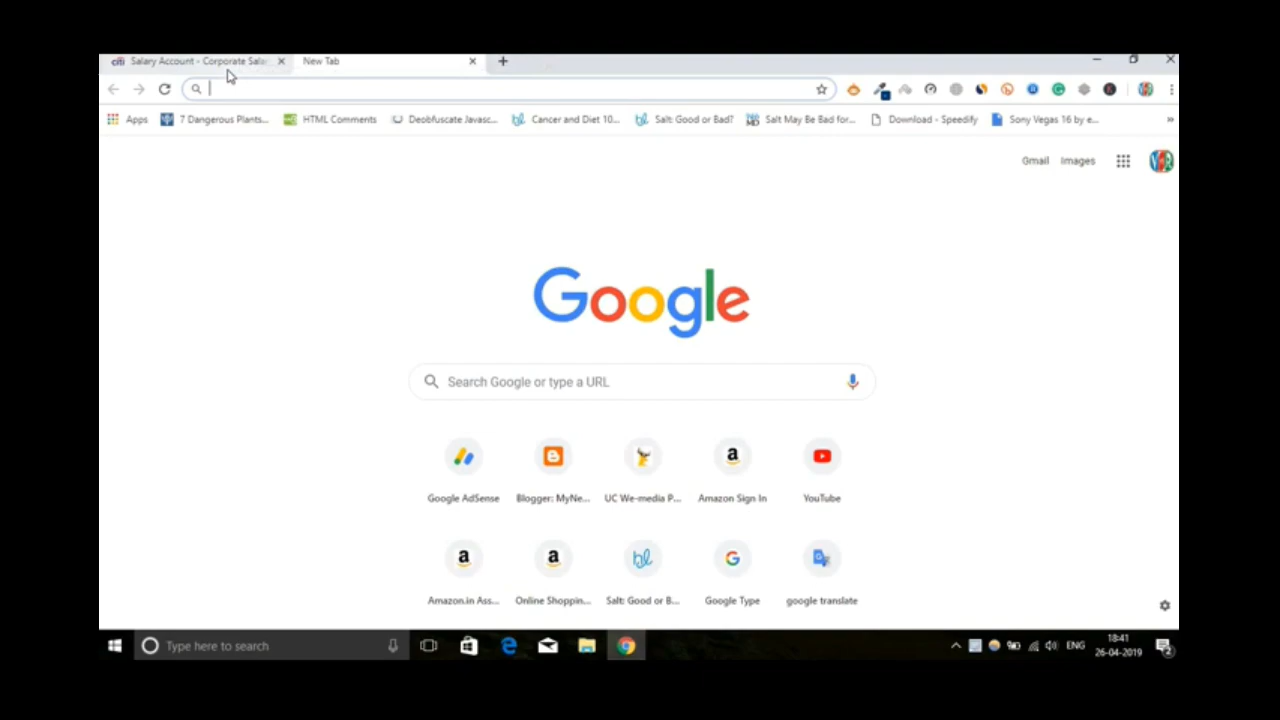 citi Salary Account - Corporate Sala
New Tab
Apps
7 Dangerous Plants...
HTML Comments
Deobfuscate Javasc...
Cancer and Diet 10...
Salt: Good or Bad?
Salt May Be Bad for...
Download - Speedify
Sony Vegas 16 by e...
»
Gmail Images
Google
Search Google or type a URL
Google AdSense
Blogger: MyNe...
UC We-media P...
Amazon Sign In
YouTube
Amazon.in Ass...
Online Shoppin...
Salt: Good or B...
Google Type
google translate
Type here to search
ENG
18:41
26-04-2019
2